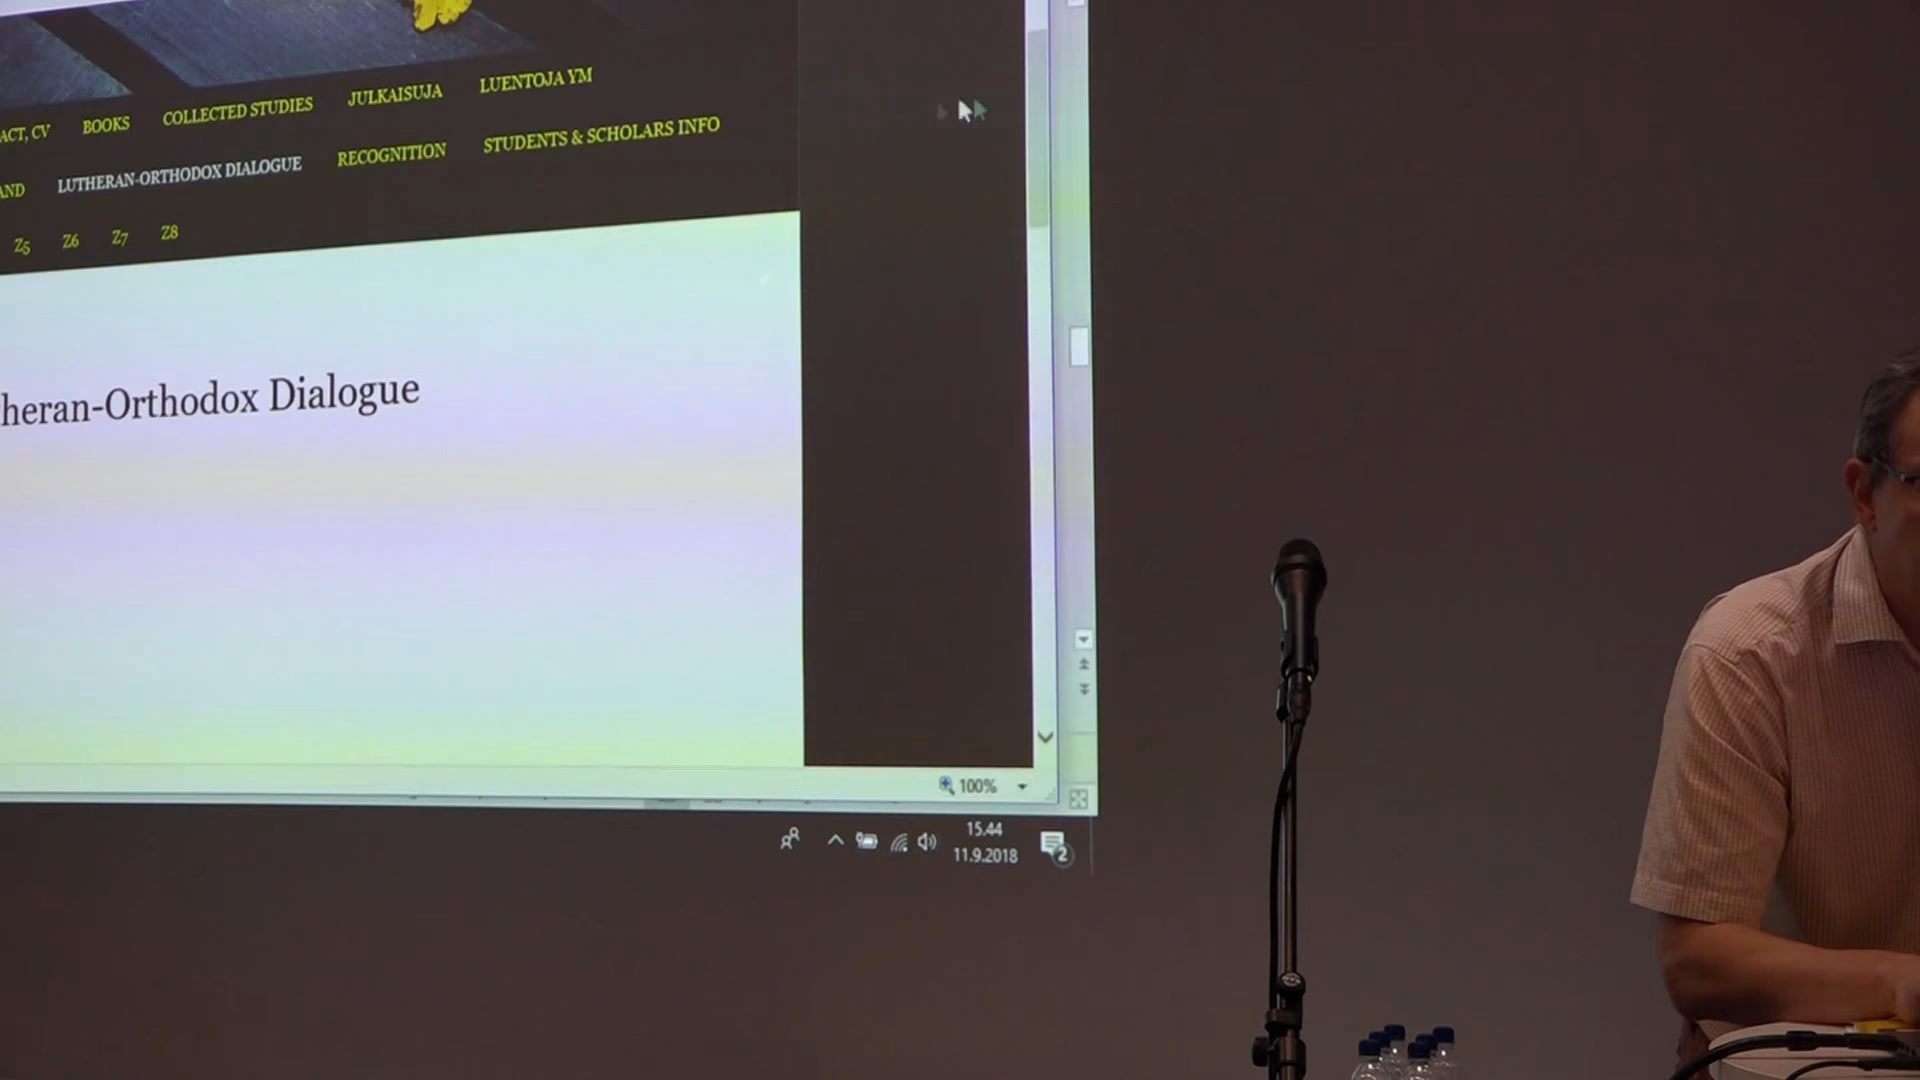 ACT, CV BOOKS COLLECTED STUDIES JULKAISUJA LUENTOJA YM
AND LUTHERAN-ORTHODOX DIALOGUE RECOGNITION STUDENTS & SCHOLARS INFO
Z5 Z6 Z7 Z8
heran-Orthodox Dialogue
100%
15.44
11.9.2018
2